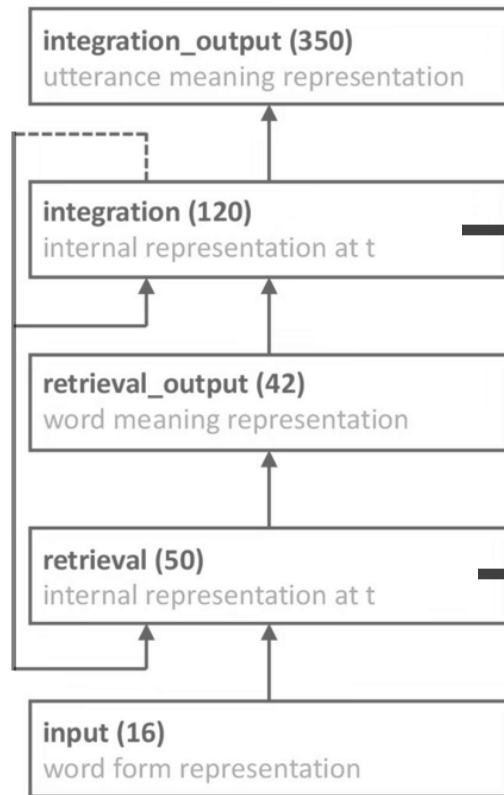 integration_output (350)
utterance meaning representation
integration (120)
internal representation at t
retrieval_output (42)
word meaning representation
retrieval (50)
internal representation at t
input (16)
word form representation